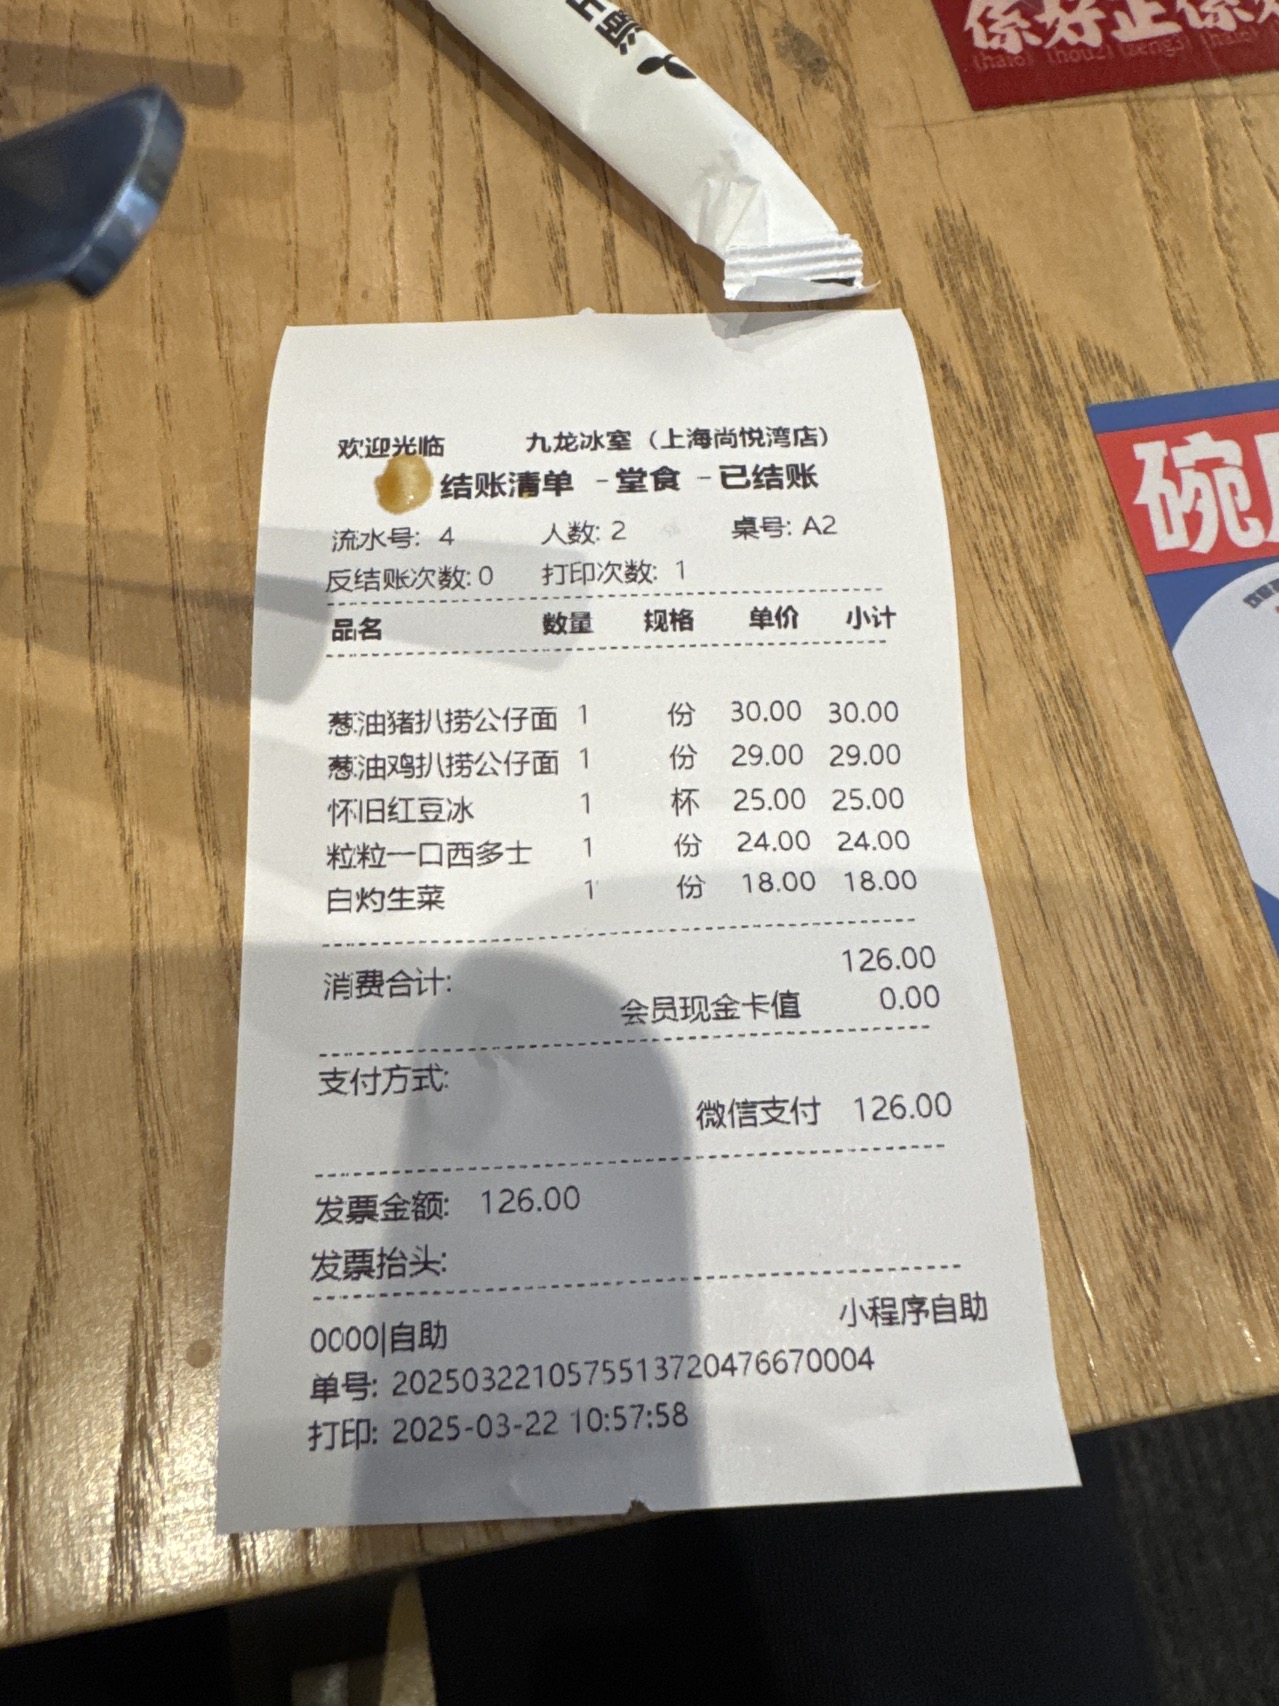 係好正係
(hai6) (hou2) (zeng3) (hai6)
欢迎光临 九龙冰室（上海尚悦湾店）
结账清单 -堂食 -已结账
流水号: 4 人数: 2 桌号: A2
反结账次数: 0 打印次数: 1
品名 数量 规格 单价 小计
葱油猪扒捞公仔面 1 份 30.00 30.00
葱油鸡扒捞公仔面 1 份 29.00 29.00
怀旧红豆冰 1 杯 25.00 25.00
粒粒一口西多士 1 份 24.00 24.00
白灼生菜 1 份 18.00 18.00
消费合计: 126.00
会员现金卡值 0.00
支付方式:
微信支付 126.00
发票金额: 126.00
发票抬头:
小程序自助
0000|自助
单号: 2025032210575513720476670004
打印: 2025-03-22 10:57:58
碗